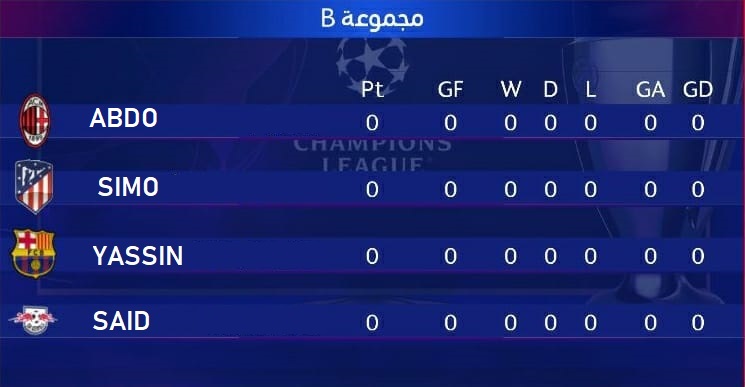 مجموعة B
Pt GF W D L GA GD
ABDO 0 0 0 0 0 0 0
CHAMPIONS
LEAGUE
SIMO 0 0 0 0 0 0 0
YASSIN 0 0 0 0 0 0 0
SAID 0 0 0 0 0 0 0